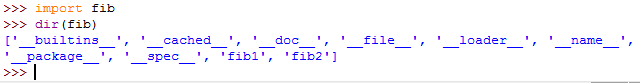 >>> import fib
>>> dir(fib)
['__builtins__', '__cached__', '__doc__', '__file__', '__loader__', '__name__',
'__package__', '__spec__', 'fib1', 'fib2']
>>>